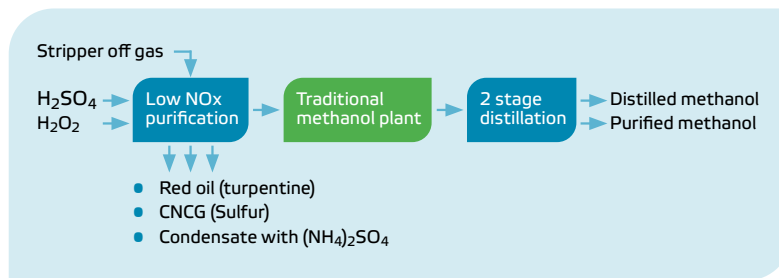 Stripper off gas
H₂SO₄
H₂O₂
Low NOx
purification
Traditional
methanol plant
2 stage
distillation
Distilled methanol
Purified methanol
• Red oil (turpentine)
• CNCG (Sulfur)
• Condensate with (NH₄)₂SO₄